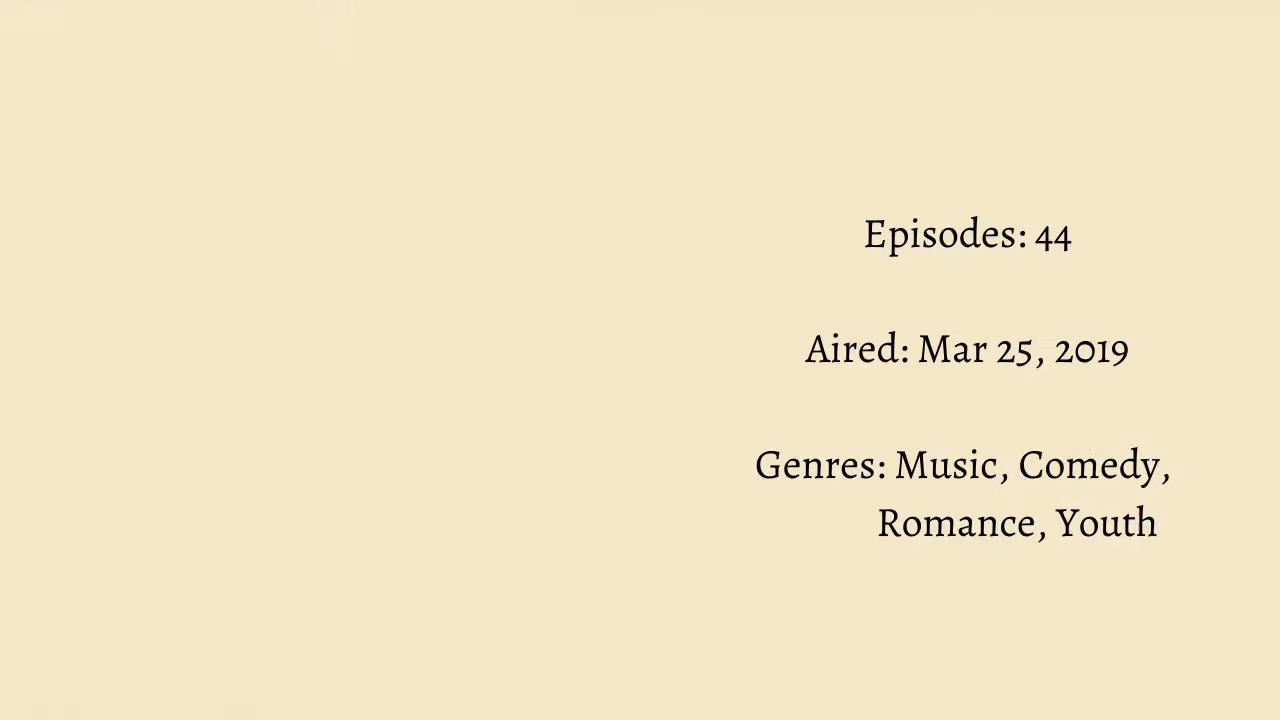 Episodes: 44
Aired: Mar 25, 2019
Genres: Music, Comedy,
Romance, Youth